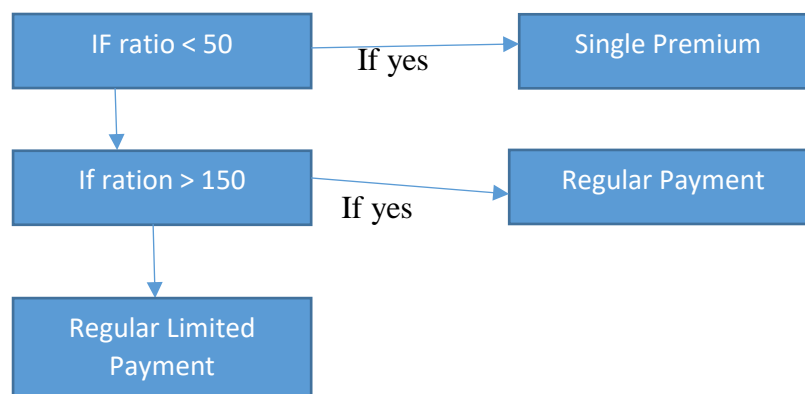 IF ratio < 50
If yes
Single Premium
If ration > 150
If yes
Regular Payment
Regular Limited
Payment